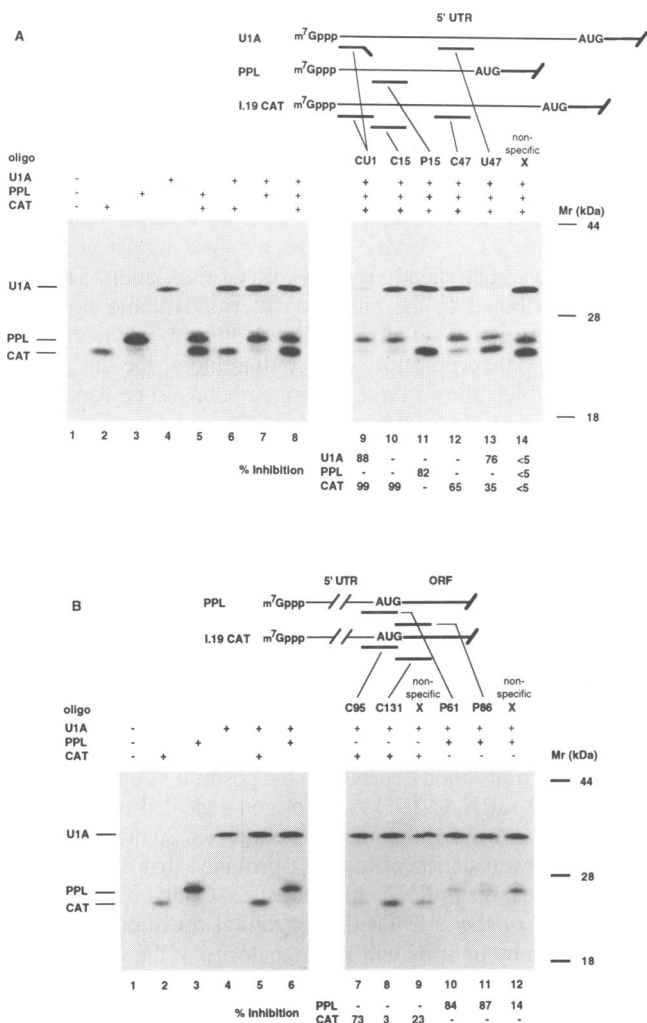 A
5' UTR
U1A m7Gppp AUG
PPL m7Gppp AUG
I.19 CAT m7Gppp AUG
oligo CU1 C15 P15 C47 U47 non-specific X
U1A - + + + + + + + + + +
PPL - + + + + + + + + + +
CAT - + + + + + + + + + +
Mr (kDa)
44
U1A
28
PPL
CAT
18
1 2 3 4 5 6 7 8 9 10 11 12 13 14
% Inhibition
U1A 88 - - - 76 <5
PPL - - 82 - - <5
CAT 99 99 - 65 35 <5
B
5' UTR ORF
PPL m7Gppp AUG
I.19 CAT m7Gppp AUG
oligo C95 C131 non-specific X P61 P86 non-specific X
U1A - + + + + + + + + +
PPL - + + - - - + + +
CAT - + + + + + - - -
Mr (kDa)
44
U1A
28
PPL
CAT
18
1 2 3 4 5 6 7 8 9 10 11 12
% Inhibition
PPL - - - 84 87 14
CAT 73 3 23 - - -